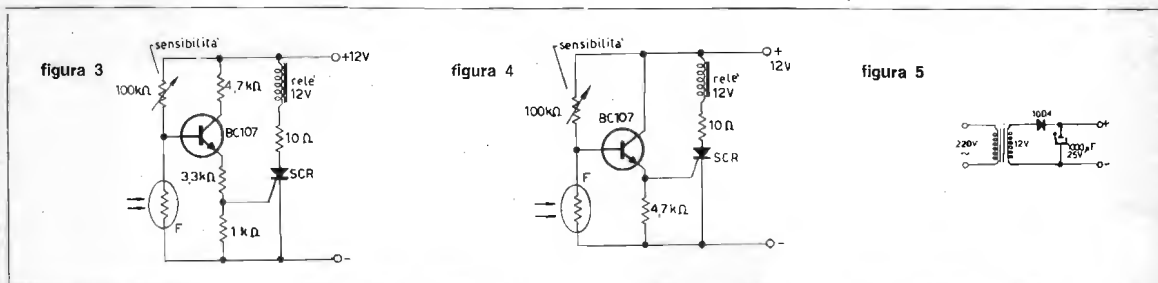 figura 3
sensibilita'
+12V
100kΩ
4,7kΩ
relè
12V
BC107
10Ω
SCR
3,3kΩ
F
1kΩ
-
figura 4
sensibilita'
+
12V
100kΩ
relè
12V
BC107
10Ω
SCR
F
4,7kΩ
-
figura 5
10D4
+
220V
~
12V
25V
-